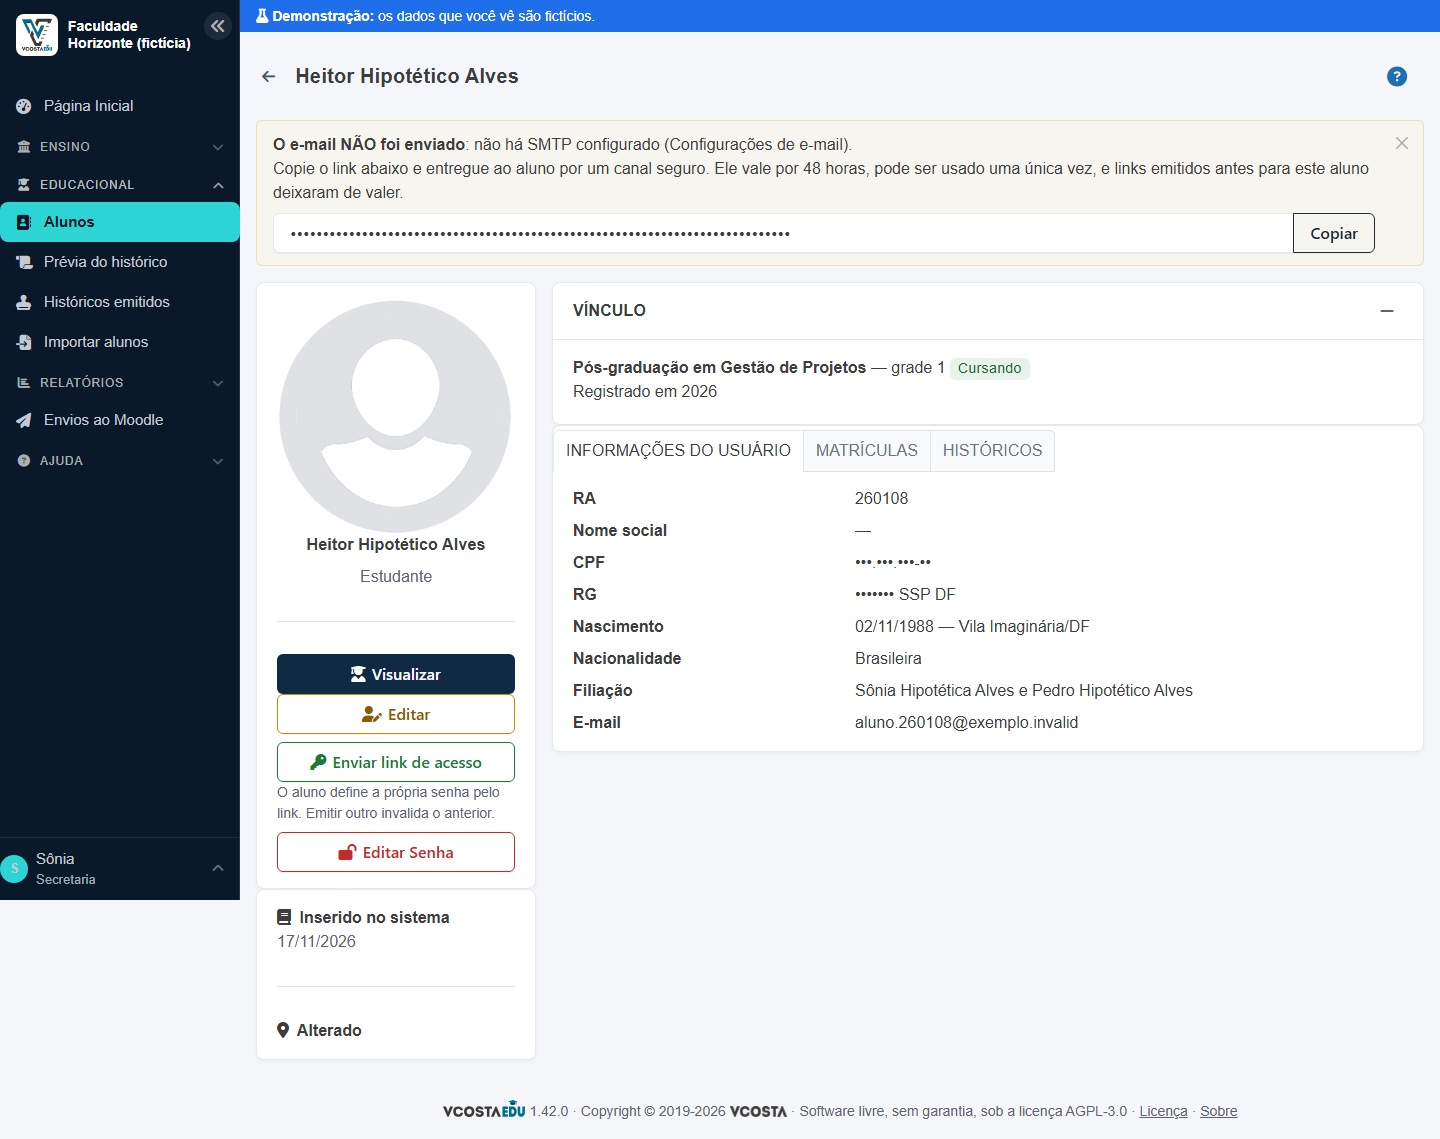 Faculdade
Horizonte (fictícia)
Página Inicial
ENSINO
EDUCACIONAL
Alunos
Prévia do histórico
Históricos emitidos
Importar alunos
RELATÓRIOS
Envios ao Moodle
AJUDA
S
Sônia
Secretaria
Demonstração: os dados que você vê são fictícios.
Heitor Hipotético Alves
O e-mail NÃO foi enviado: não há SMTP configurado (Configurações de e-mail).
Copie o link abaixo e entregue ao aluno por um canal seguro. Ele vale por 48 horas, pode ser usado uma única vez, e links emitidos antes para este aluno
deixaram de valer.
Copiar
Heitor Hipotético Alves
Estudante
Visualizar
Editar
Enviar link de acesso
O aluno define a própria senha pelo
link. Emitir outro invalida o anterior.
Editar Senha
Inserido no sistema
17/11/2026
Alterado
VÍNCULO
Pós-graduação em Gestão de Projetos — grade 1 Cursando
Registrado em 2026
INFORMAÇÕES DO USUÁRIO MATRÍCULAS HISTÓRICOS
RA 260108
Nome social —
CPF •••.•••.•••-••
RG ••••••• SSP DF
Nascimento 02/11/1988 — Vila Imaginária/DF
Nacionalidade Brasileira
Filiação Sônia Hipotética Alves e Pedro Hipotético Alves
E-mail aluno.260108@exemplo.invalid
VCOSTAEDU 1.42.0 · Copyright © 2019-2026 VCOSTA · Software livre, sem garantia, sob a licença AGPL-3.0 · Licença · Sobre